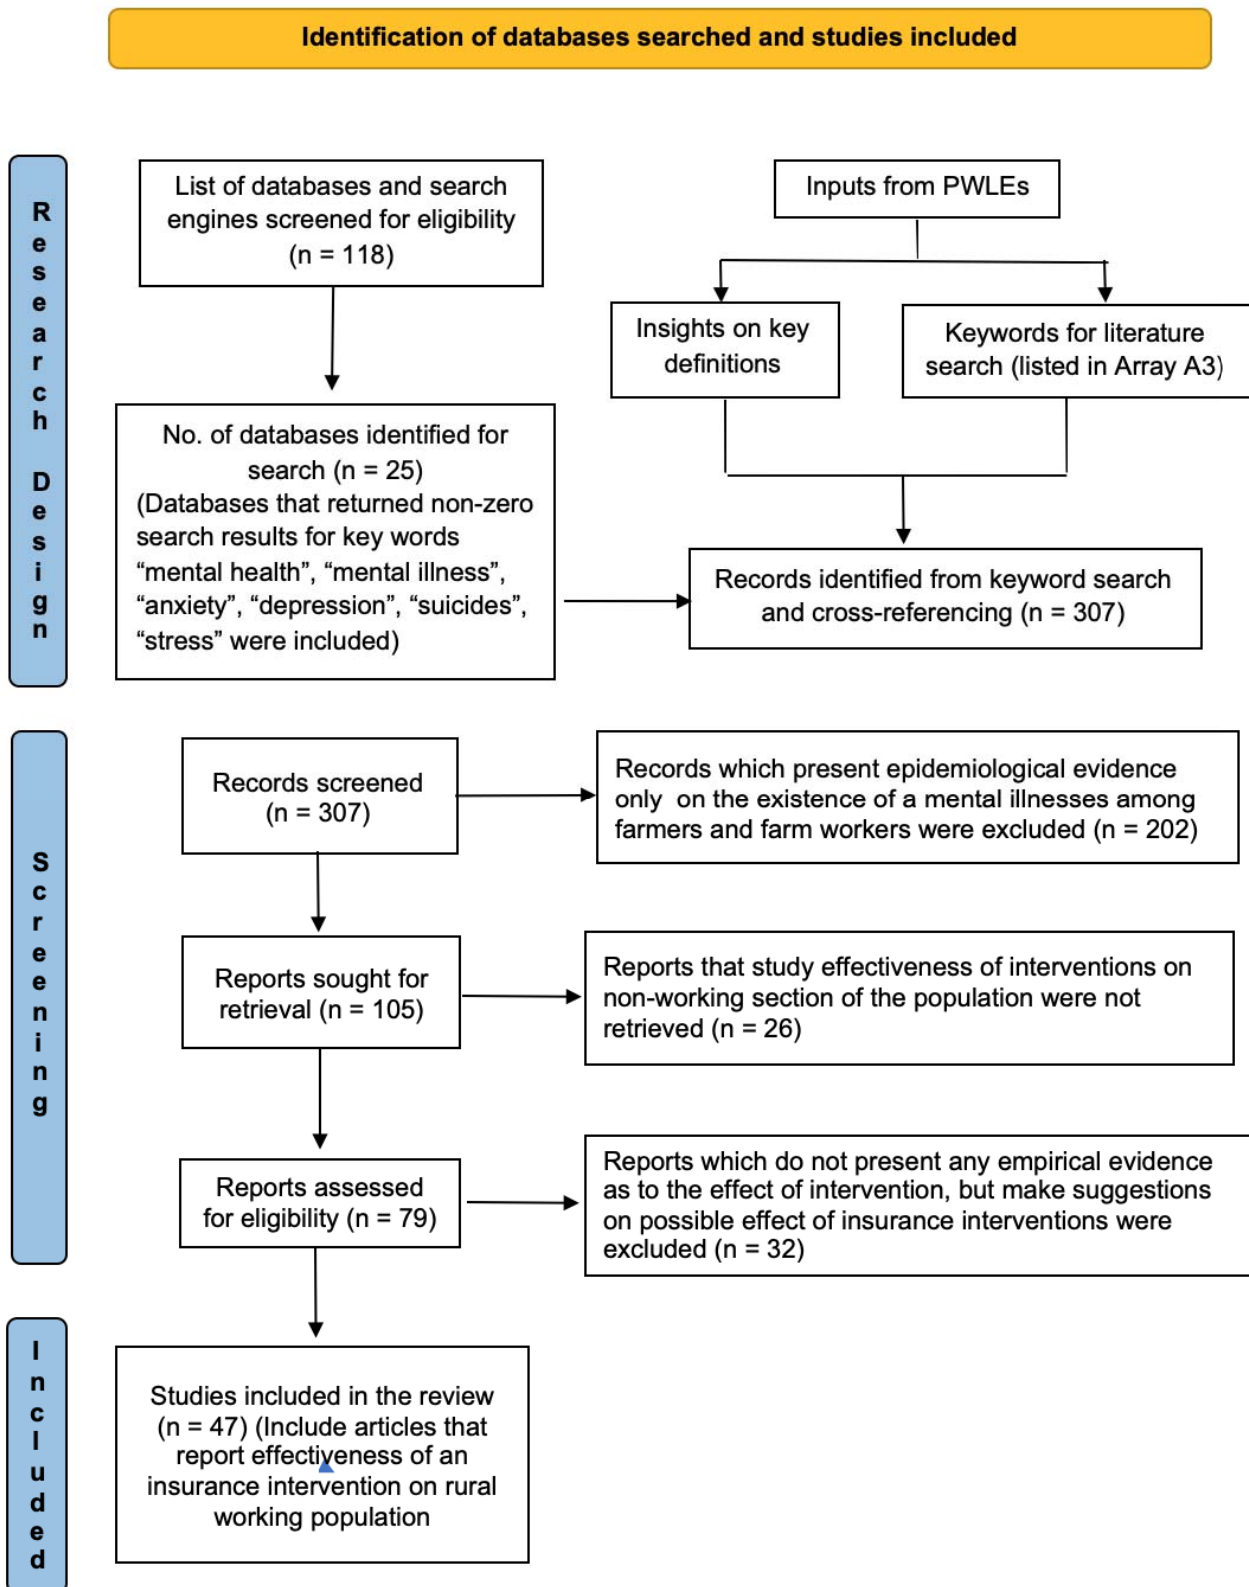 Identification of databases searched and studies included
Research Design
List of databases and search
engines screened for eligibility
(n = 118)
Inputs from PWLEs
Insights on key
definitions
Keywords for literature
search (listed in Array A3)
No. of databases identified for
search (n = 25)
(Databases that returned non-zero
search results for key words
“mental health”, “mental illness”,
“anxiety”, “depression”, “suicides”,
“stress” were included)
Records identified from keyword search
and cross-referencing (n = 307)
Screening
Records screened
(n = 307)
Records which present epidemiological evidence
only on the existence of a mental illnesses among
farmers and farm workers were excluded (n = 202)
Reports sought for
retrieval (n = 105)
Reports that study effectiveness of interventions on
non-working section of the population were not
retrieved (n = 26)
Reports assessed
for eligibility (n = 79)
Reports which do not present any empirical evidence
as to the effect of intervention, but make suggestions
on possible effect of insurance interventions were
excluded (n = 32)
Included
Studies included in the review
(n = 47) (Include articles that
report effectiveness of an
insurance intervention on rural
working population